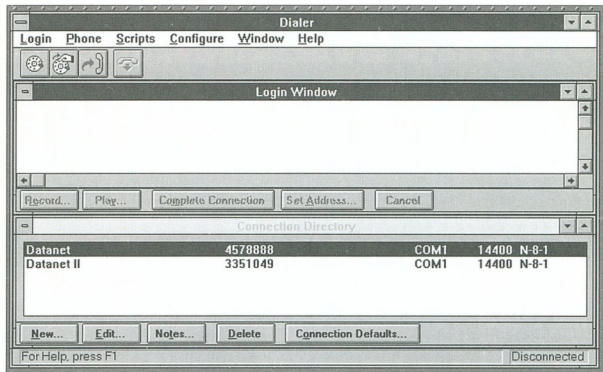 Dialer
Login Phone Scripts Configure Window Help
Login Window
Record... Play... Complete Connection Set Address... Cancel
Connection Directory
Datanet 4578888 COM1 14400 N-8-1
Datanet II 3351049 COM1 14400 N-8-1
New... Edit... Notes... Delete Connection Defaults...
For Help, press F1 Disconnected